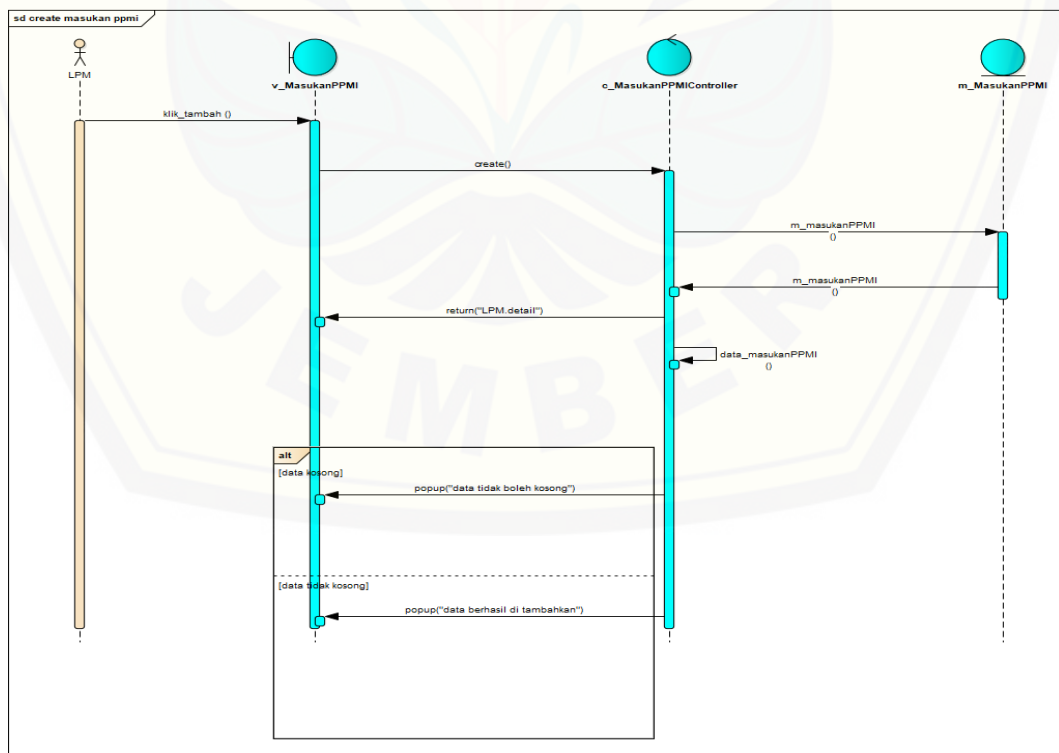 sd create masukan ppmi
LPM
v_MasukanPPMI
c_MasukanPPMIController
m_MasukanPPMI
klik_tambah ()
create()
m_masukanPPMI
()
m_masukanPPMI
()
return("LPM.detail")
data_masukanPPMI
()
alt
[data kosong]
popup("data tidak boleh kosong")
[data tidak kosong]
popup("data berhasil di tambahkan")
JEMBER